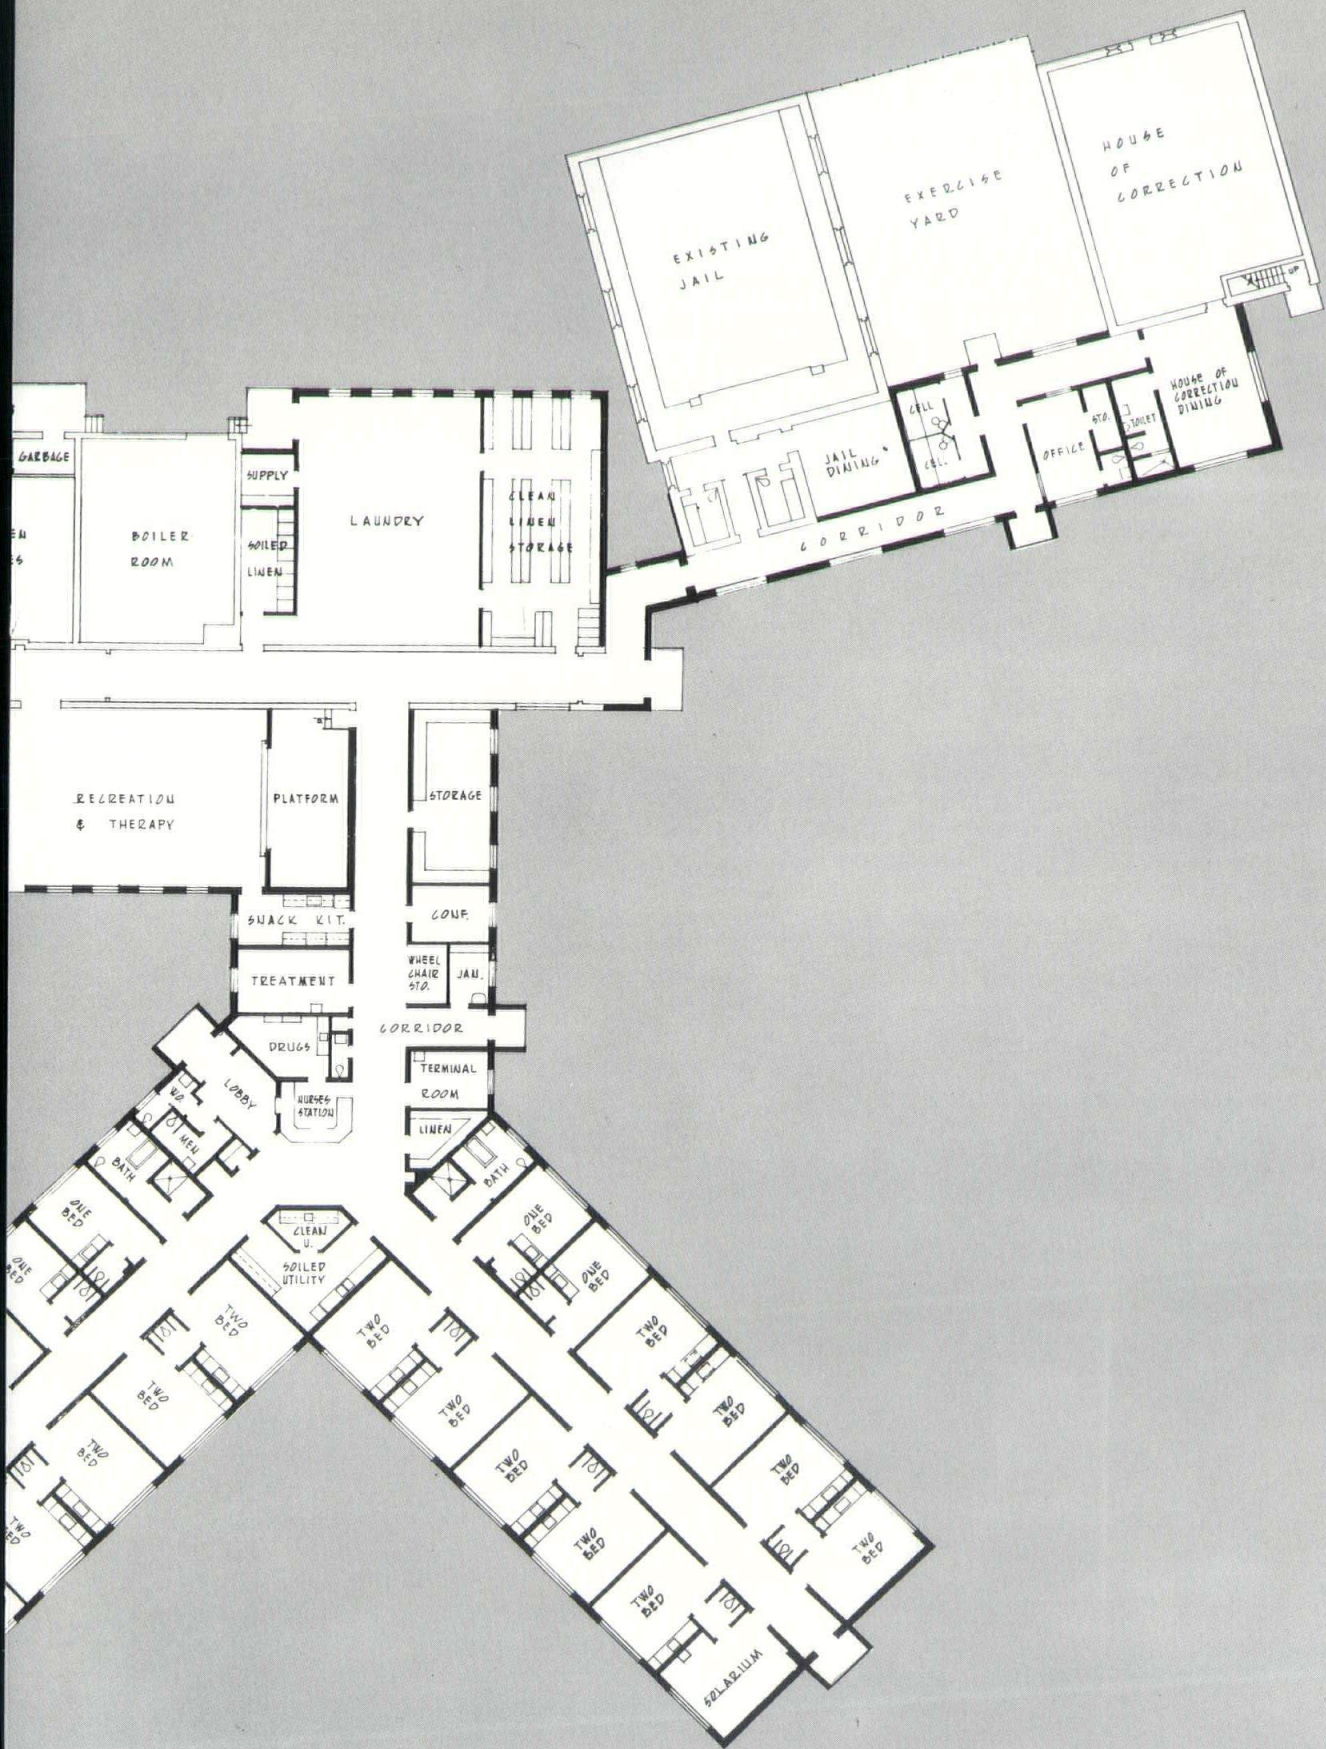 HOUSE
OF
CORRECTION
EXERCISE
YARD
EXISTING
JAIL
UP
HOUSE OF
CORRECTION
DINING
CELL
CELL
STO.
TOILET
OFFICE
JAIL
DINING
CORRIDOR
GARBAGE
BOILER
ROOM
SUPPLY
SOILED
LINEN
LAUNDRY
CLEAN
LINEN
STORAGE
RECREATION
& THERAPY
PLATFORM
STORAGE
SNACK KIT.
CONF.
TREATMENT
WHEEL
CHAIR
STO.
JAN.
CORRIDOR
DRUGS
TERMINAL
ROOM
LOBBY
NURSES
STATION
WO.
MEN
LINEN
BATH
BATH
ONE
BED
ONE
BED
CLEAN
U.
SOILED
UTILITY
ONE
BED
ONE
BED
TWO
BED
TWO
BED
TWO
BED
TWO
BED
TWO
BED
TWO
BED
TWO
BED
TWO
BED
TWO
BED
TWO
BED
TWO
BED
TWO
BED
TWO
BED
SOLARIUM